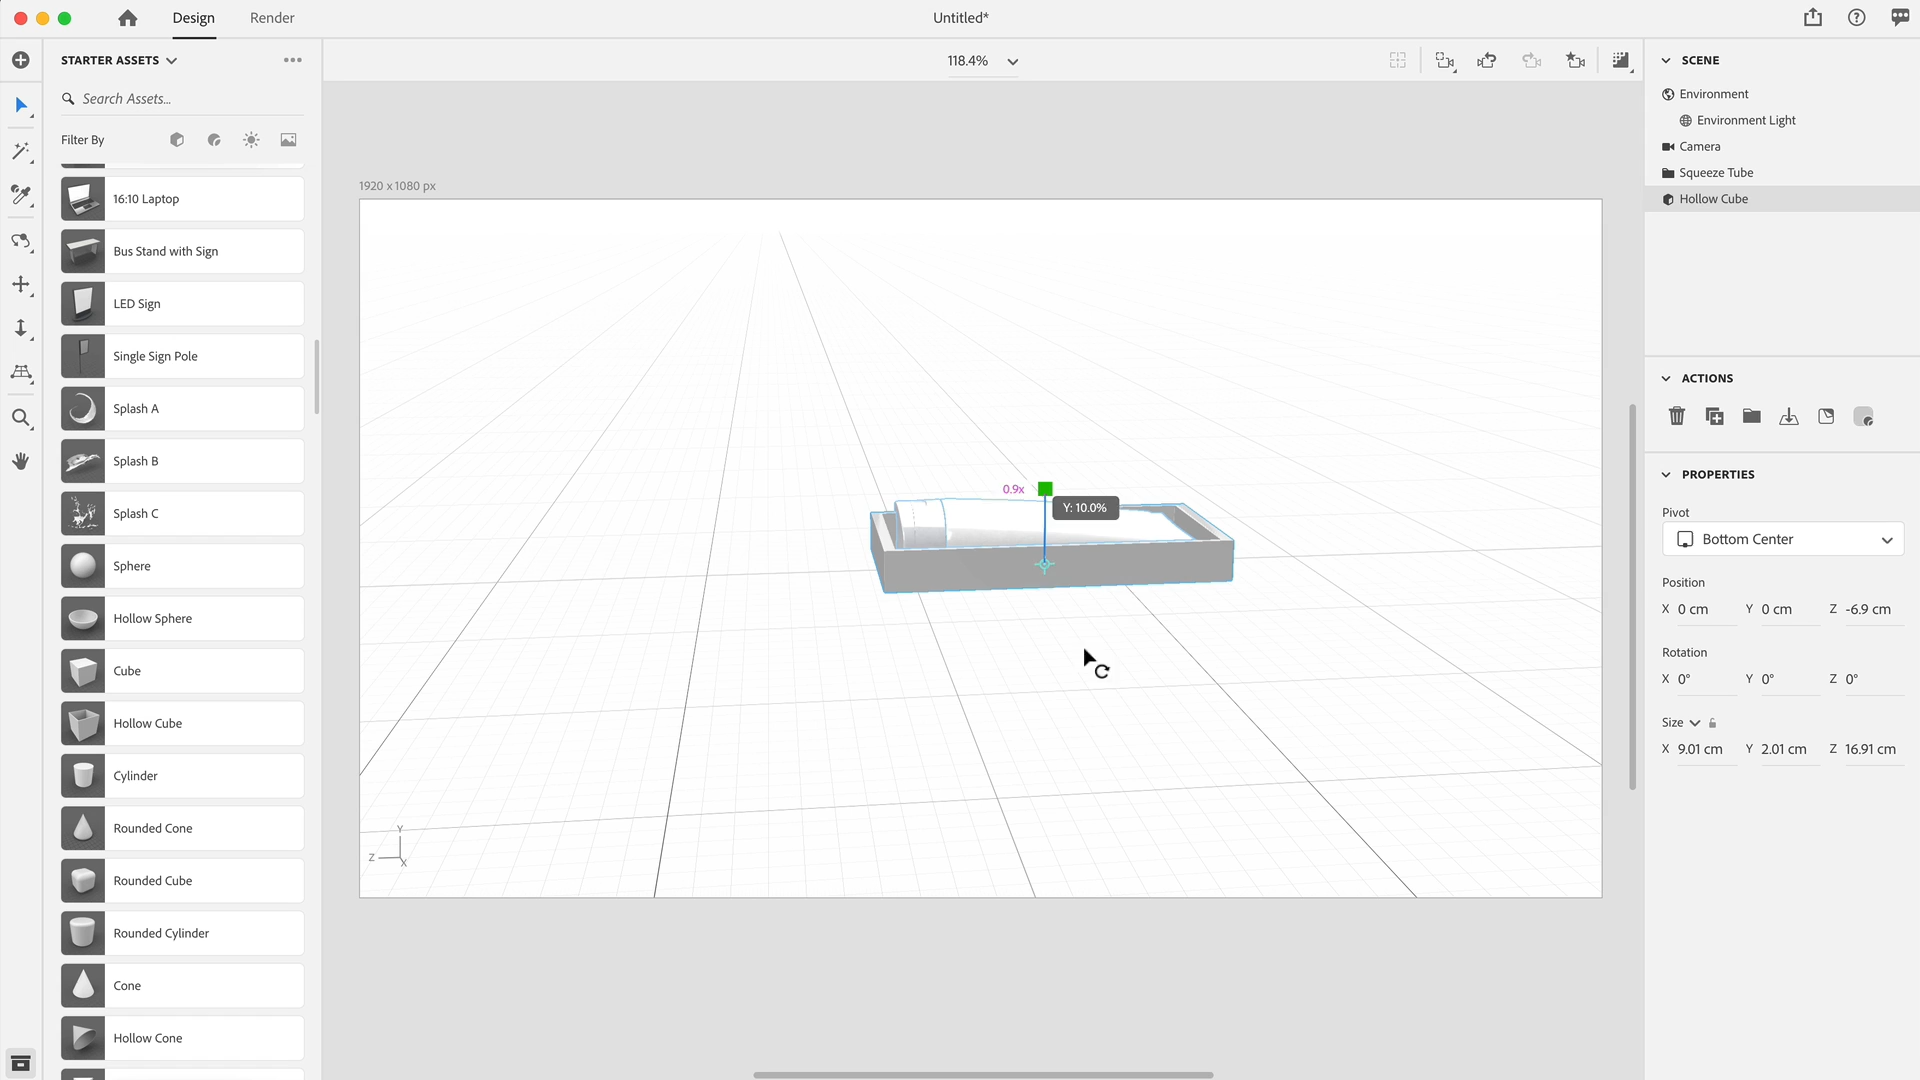 Design
Render
Untitled*
STARTER ASSETS
Search Assets...
Filter By
16:10 Laptop
Bus Stand with Sign
LED Sign
Single Sign Pole
Splash A
Splash B
Splash C
Sphere
Hollow Sphere
Cube
Hollow Cube
Cylinder
Rounded Cone
Rounded Cube
Rounded Cylinder
Cone
Hollow Cone
118.4%
1920 x 1080 px
0.9x
Y: 10.0%
Y
Z
X
SCENE
Environment
Environment Light
Camera
Squeeze Tube
Hollow Cube
ACTIONS
PROPERTIES
Pivot
Bottom Center
Position
X 0 cm Y 0 cm Z -6.9 cm
Rotation
X 0° Y 0° Z 0°
Size
X 9.01 cm Y 2.01 cm Z 16.91 cm